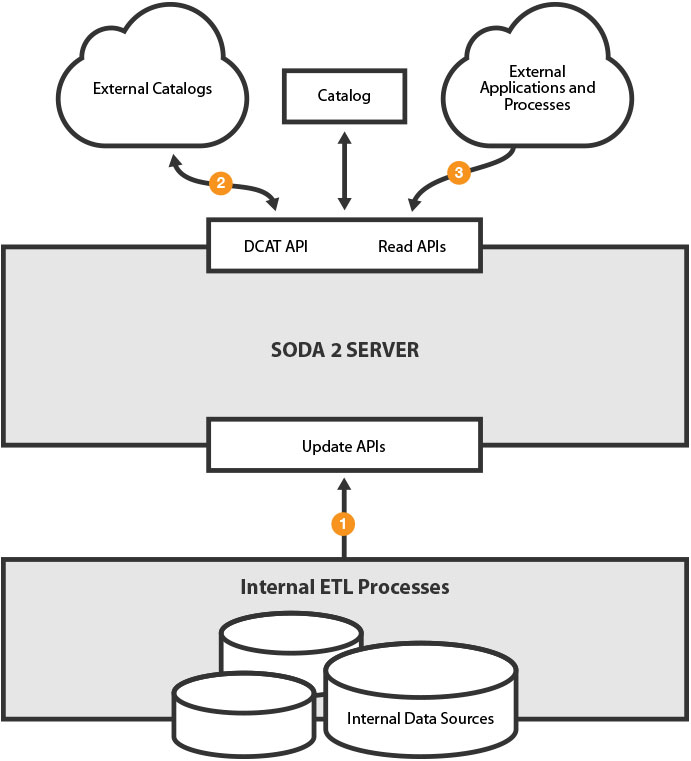 External Catalogs
Catalog
External
Applications and
Processes
2
3
DCAT API
Read APIs
SODA 2 SERVER
Update APIs
1
Internal ETL Processes
Internal Data Sources